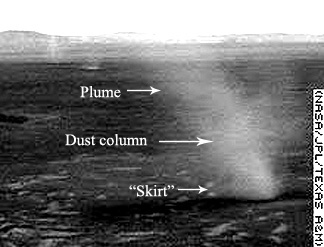 Plume
Dust column
“Skirt”
(NASA/JPL/TEXAS A&M)